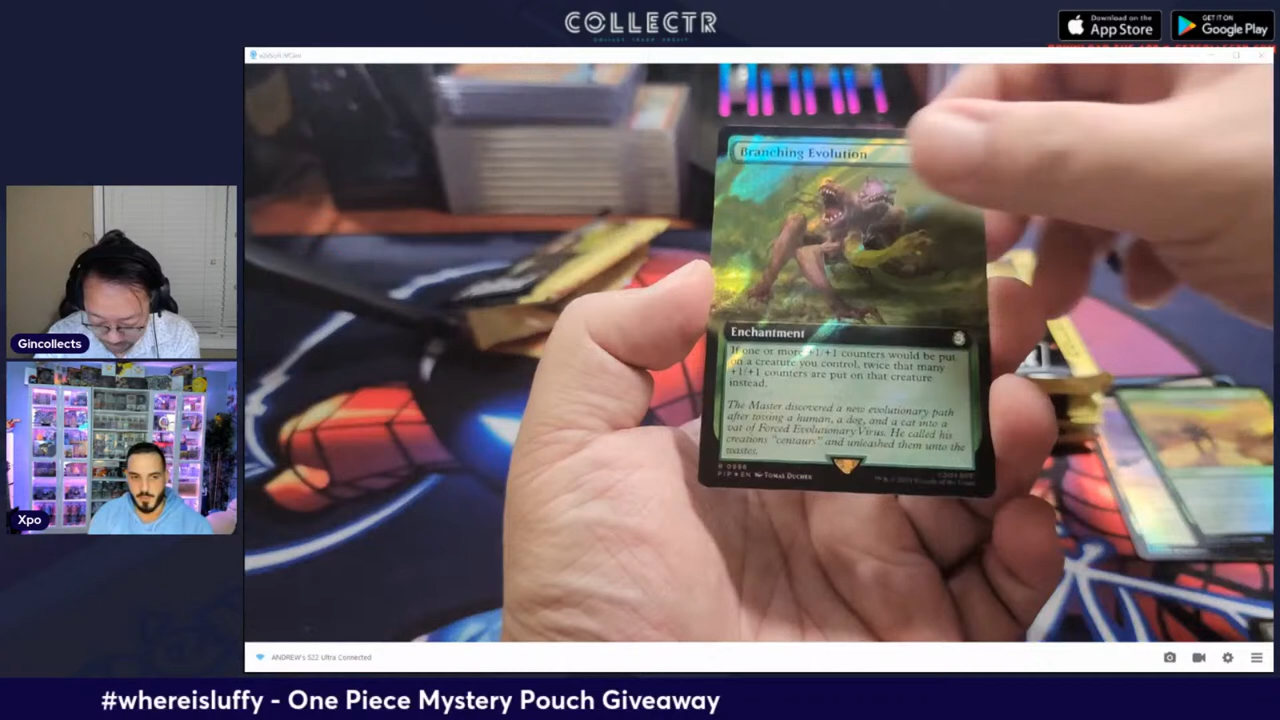 COLLECTR
Download on the
App Store
GET IT ON
Google Play
Branching Evolution
Enchantment
If one or more +1/+1 counters would be put
on a creature you control, twice that many
+1/+1 counters are put on that creature
instead.
The Master discovered a new evolutionary path
after tossing a human, a dog, and a cat into a
vat of Forced Evolutionary Virus. He called his
creations "centaurs" and unleashed them unto the
wastes.
PIP ★ EN TOMAS DUCHEK
Gincollects
Xpo
ANDREW's S22 Ultra Connected
#whereisluffy - One Piece Mystery Pouch Giveaway